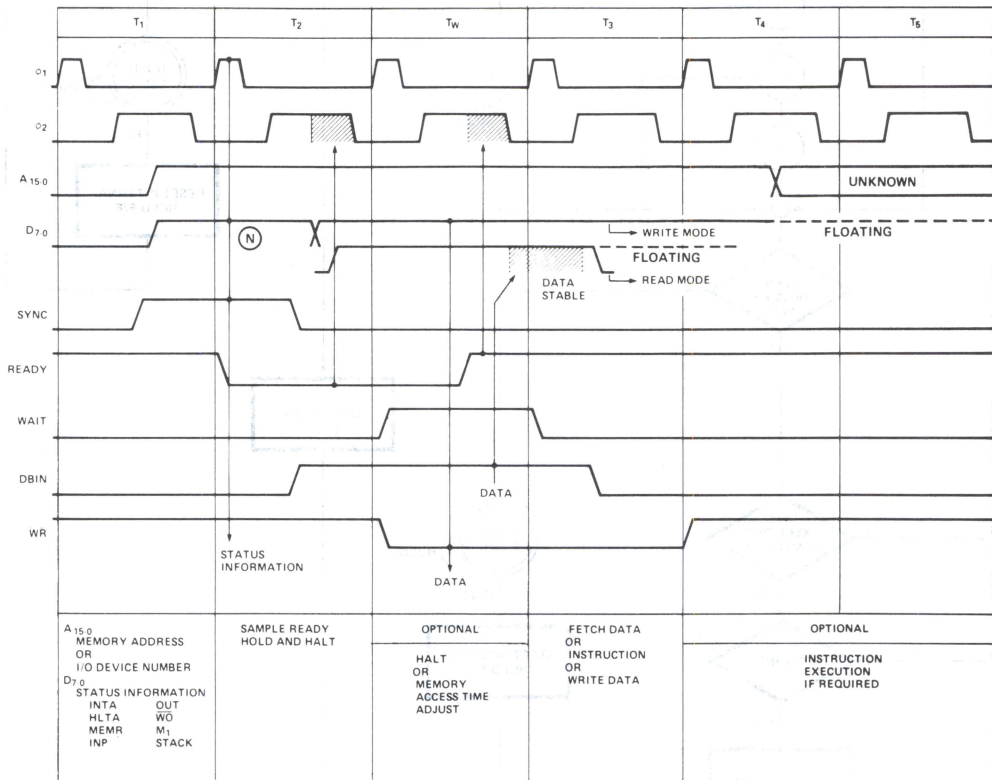 T1 T2 TW T3 T4 T5
φ1
φ2
A15-0
UNKNOWN
D7-0
N
WRITE MODE
FLOATING
FLOATING
DATA
STABLE
READ MODE
SYNC
READY
WAIT
DBIN
DATA
WR
STATUS
INFORMATION
DATA
A15-0
MEMORY ADDRESS
OR
I/O DEVICE NUMBER
D7-0
STATUS INFORMATION
INTA OUT
HLTA W̅O̅
MEMR M1
INP STACK
SAMPLE READY
HOLD AND HALT
OPTIONAL
HALT
OR
MEMORY
ACCESS TIME
ADJUST
FETCH DATA
OR
INSTRUCTION
OR
WRITE DATA
OPTIONAL
INSTRUCTION
EXECUTION
IF REQUIRED